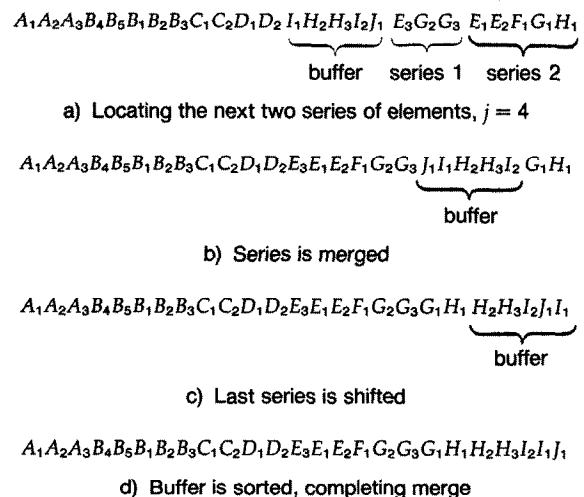 A₁A₂A₃B₄B₅B₁B₂B₃C₁C₂D₁D₂ I₁H₂H₃I₂J₁ E₃G₂G₃ E₁E₂F₁G₁H₁
buffer series 1 series 2
a) Locating the next two series of elements, j = 4
A₁A₂A₃B₄B₅B₁B₂B₃C₁C₂D₁D₂E₃E₁E₂F₁G₂G₃ J₁I₁H₂H₃I₂ G₁H₁
buffer
b) Series is merged
A₁A₂A₃B₄B₅B₁B₂B₃C₁C₂D₁D₂E₃E₁E₂F₁G₂G₃G₁H₁ H₂H₃I₂J₁I₁
buffer
c) Last series is shifted
A₁A₂A₃B₄B₅B₁B₂B₃C₁C₂D₁D₂E₃E₁E₂F₁G₂G₃G₁H₁H₂H₃I₂I₁J₁
d) Buffer is sorted, completing merge